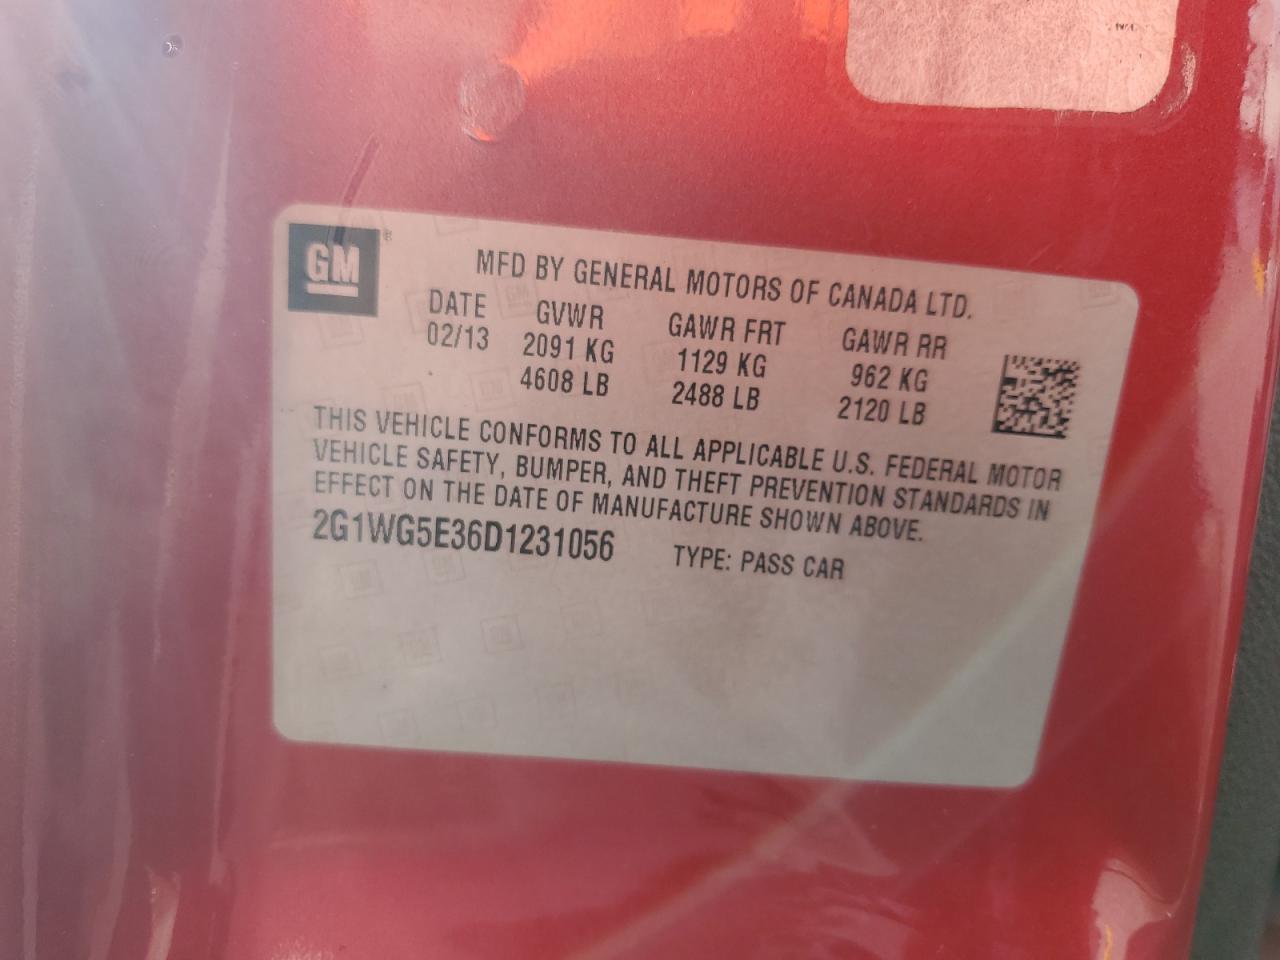 GM
MFD BY GENERAL MOTORS OF CANADA LTD.
DATE GVWR GAWR FRT GAWR RR
02/13 2091 KG 1129 KG 962 KG
4608 LB 2488 LB 2120 LB
THIS VEHICLE CONFORMS TO ALL APPLICABLE U.S. FEDERAL MOTOR
VEHICLE SAFETY, BUMPER, AND THEFT PREVENTION STANDARDS IN
EFFECT ON THE DATE OF MANUFACTURE SHOWN ABOVE.
2G1WG5E36D1231056 TYPE: PASS CAR